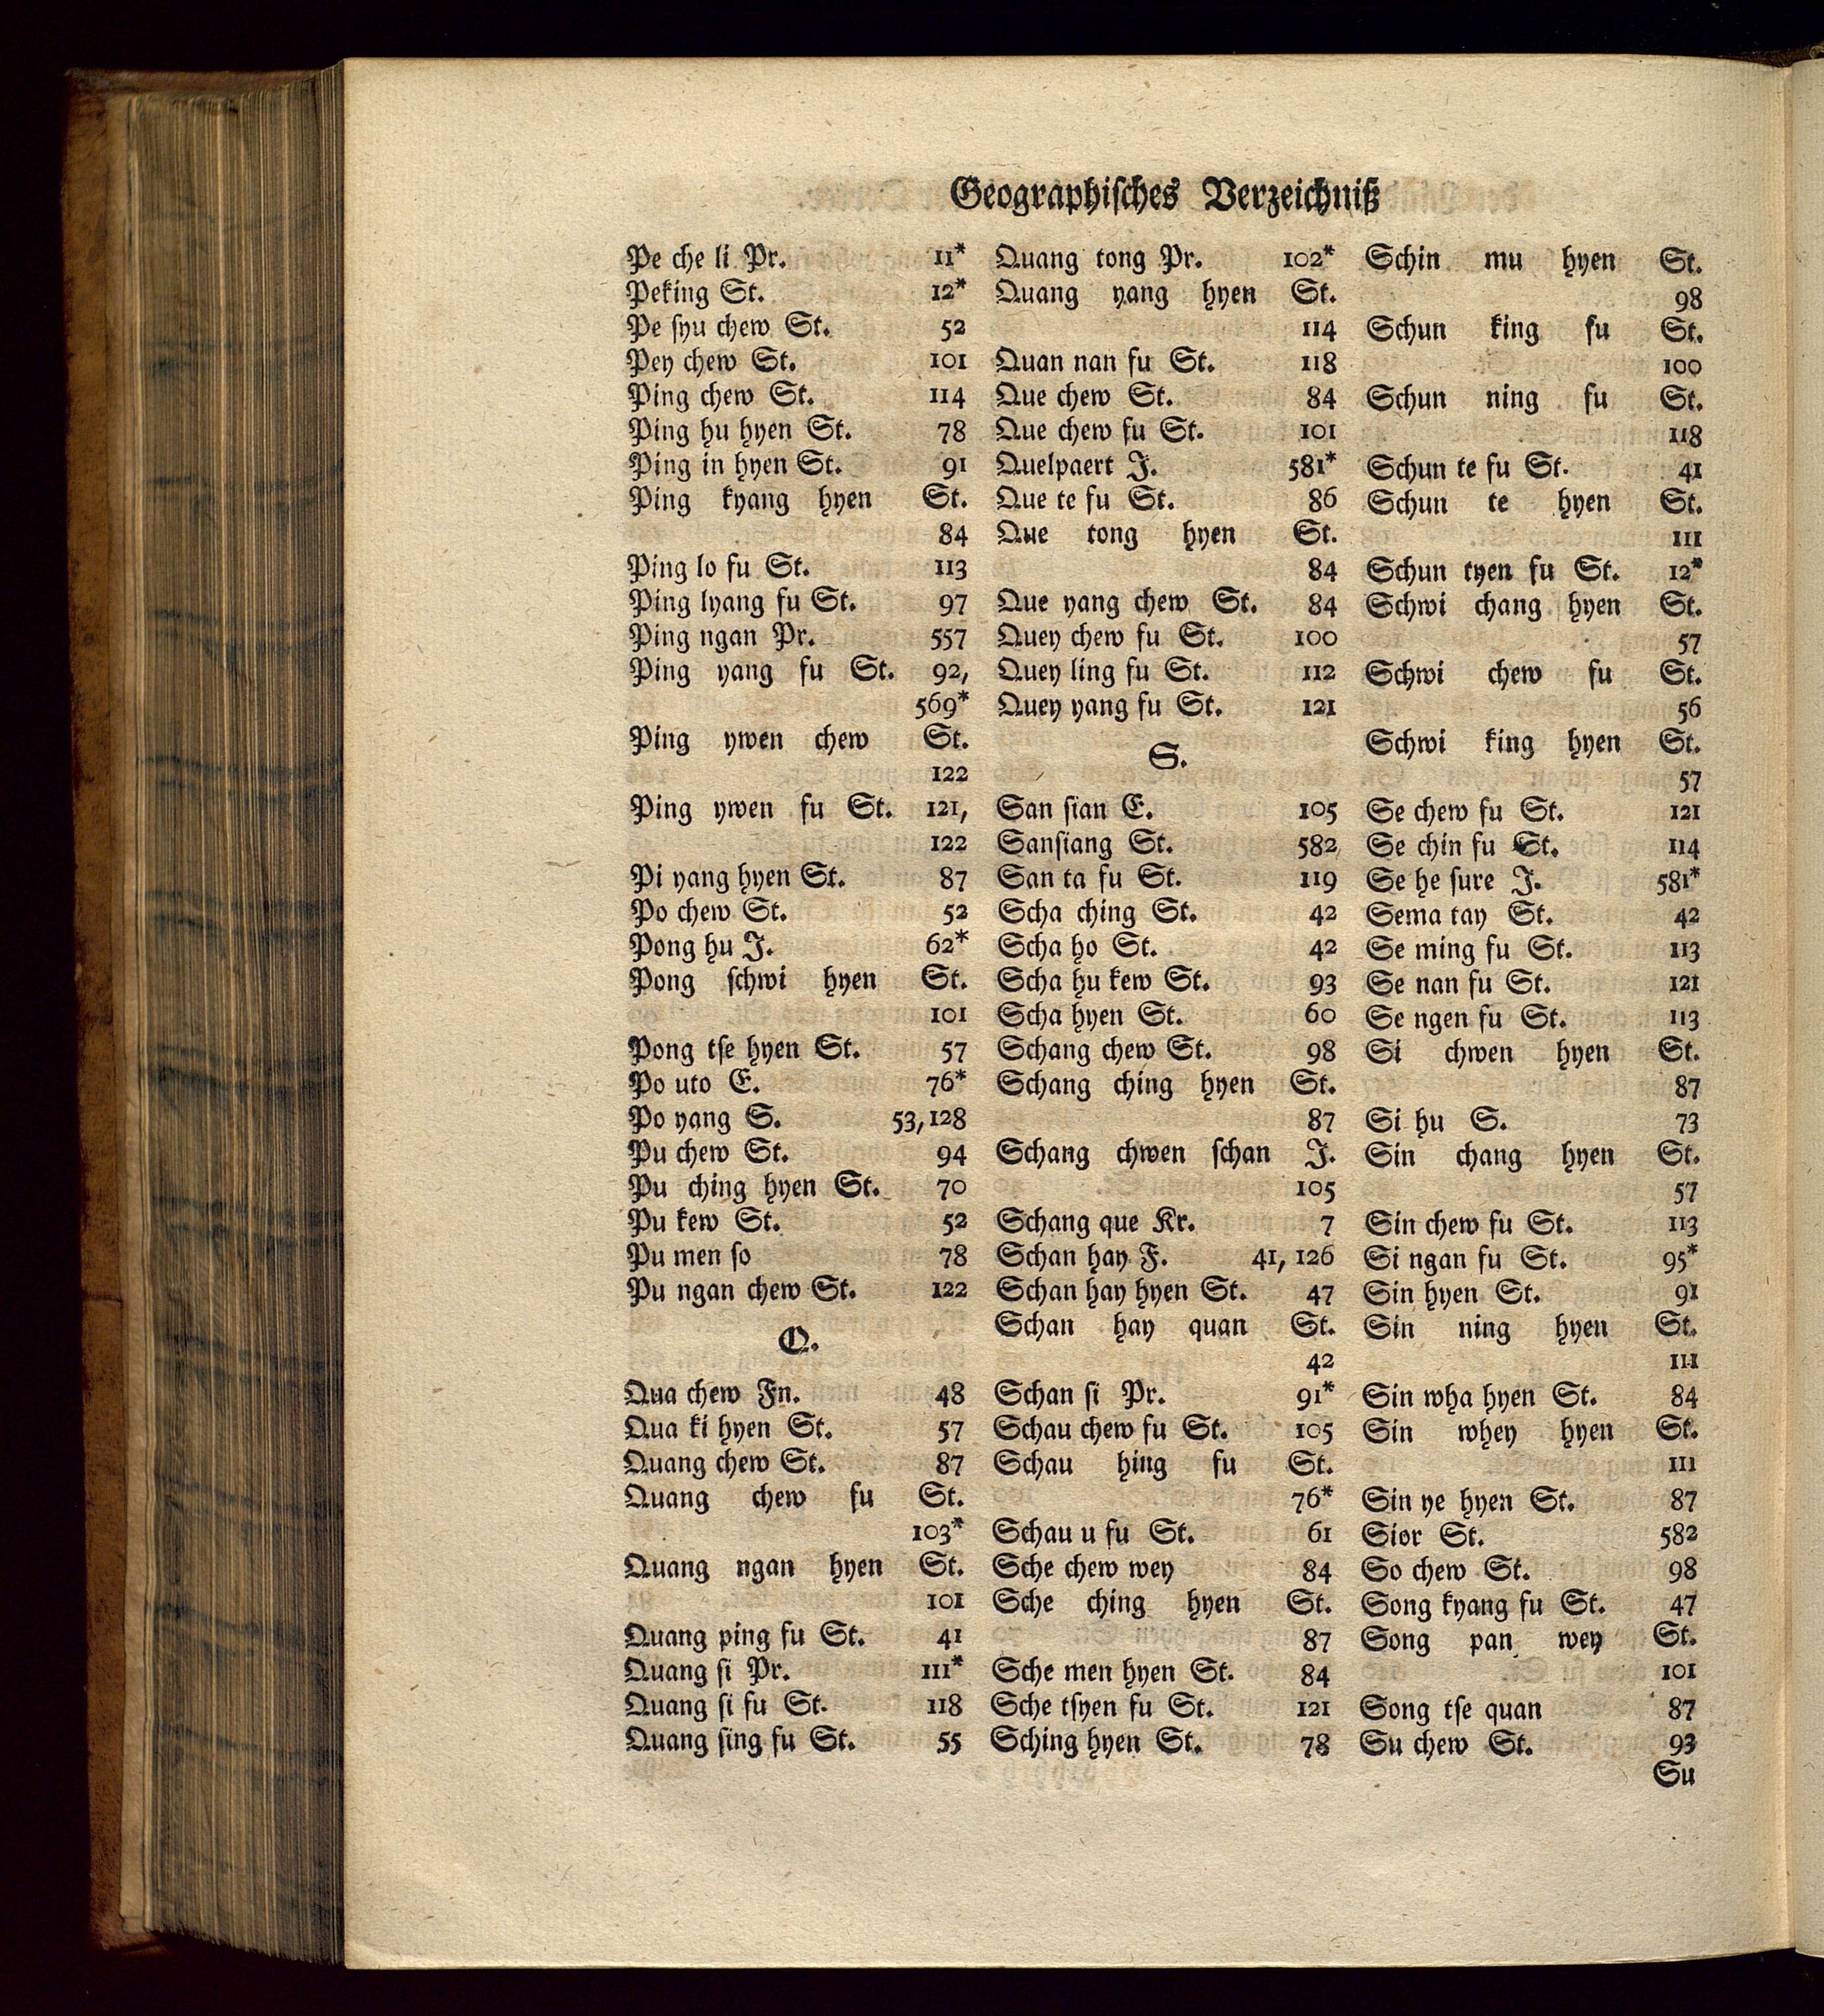 Geographiſches Verzeichniß
Pe che li Pr. 11*
Peking St. 12*
Pe ſyu chew St. 52
Pey chew St. 101
Ping chew St. 114
Ping hu hyen St. 78
Ping in hyen St. 91
Ping kyang hyen St.
84
Ping lo fu St. 113
Ping lyang fu St. 97
Ping ngan Pr. 557
Ping yang fu St. 92,
569*
Ping ywen chew St.
122
Ping ywen fu St. 121,
122
Pi yang hyen St. 87
Po chew St. 52
Pong hu J. 62*
Pong ſchwi hyen St.
101
Pong tſe hyen St. 57
Po uto E. 76*
Po yang S. 53, 128
Pu chew St. 94
Pu ching hyen St. 70
Pu kew St. 52
Pu men ſo 78
Pu ngan chew St. 122
Q.
Qua chew Fn. 48
Qua ki hyen St. 57
Quang chew St. 87
Quang chew fu St.
103*
Quang ngan hyen St.
101
Quang ping fu St. 41
Quang ſi Pr. 111*
Quang ſi fu St. 118
Quang ſing fu St. 55
Quang tong Pr. 102*
Quang yang hyen St.
114
Quan nan fu St. 118
Que chew St. 84
Que chew fu St. 101
Quelpaert J. 581*
Que te fu St. 86
Que tong hyen St.
84
Que yang chew St. 84
Quey chew fu St. 100
Quey ling fu St. 112
Quey yang fu St. 121
S.
San ſian E. 105
Sanſiang St. 582
San ta fu St. 119
Scha ching St. 42
Scha ho St. 42
Scha hu kew St. 93
Scha hyen St. 60
Schang chew St. 98
Schang ching hyen St.
87
Schang chwen ſchan J.
105
Schang que Kr. 7
Schan hay F. 41, 126
Schan hay hyen St. 47
Schan hay quan St.
42
Schan ſi Pr. 91*
Schau chew fu St. 105
Schau hing fu St.
76*
Schau u fu St. 61
Sche chew wey 84
Sche ching hyen St.
87
Sche men hyen St. 84
Sche tſyen fu St. 121
Sching hyen St. 78
Schin mu hyen St.
98
Schun king fu St.
100
Schun ning fu St.
118
Schun te fu St. 41
Schun te hyen St.
111
Schun tyen fu St. 12*
Schwi chang hyen St.
57
Schwi chew fu St.
56
Schwi king hyen St.
57
Se chew fu St. 121
Se chin fu St. 114
Se he ſure J. 581*
Sema tay St. 42
Se ming fu St. 113
Se nan fu St. 121
Se ngen fu St. 113
Si chwen hyen St.
87
Si hu S. 73
Sin chang hyen St.
57
Sin chew fu St. 113
Si ngan fu St. 95*
Sin hyen St. 91
Sin ning hyen St.
111
Sin wha hyen St. 84
Sin whey hyen St.
111
Sin ye hyen St. 87
Sior St. 582
So chew St. 98
Song kyang fu St. 47
Song pan wey St.
101
Song tſe quan 87
Su chew St. 93
Su